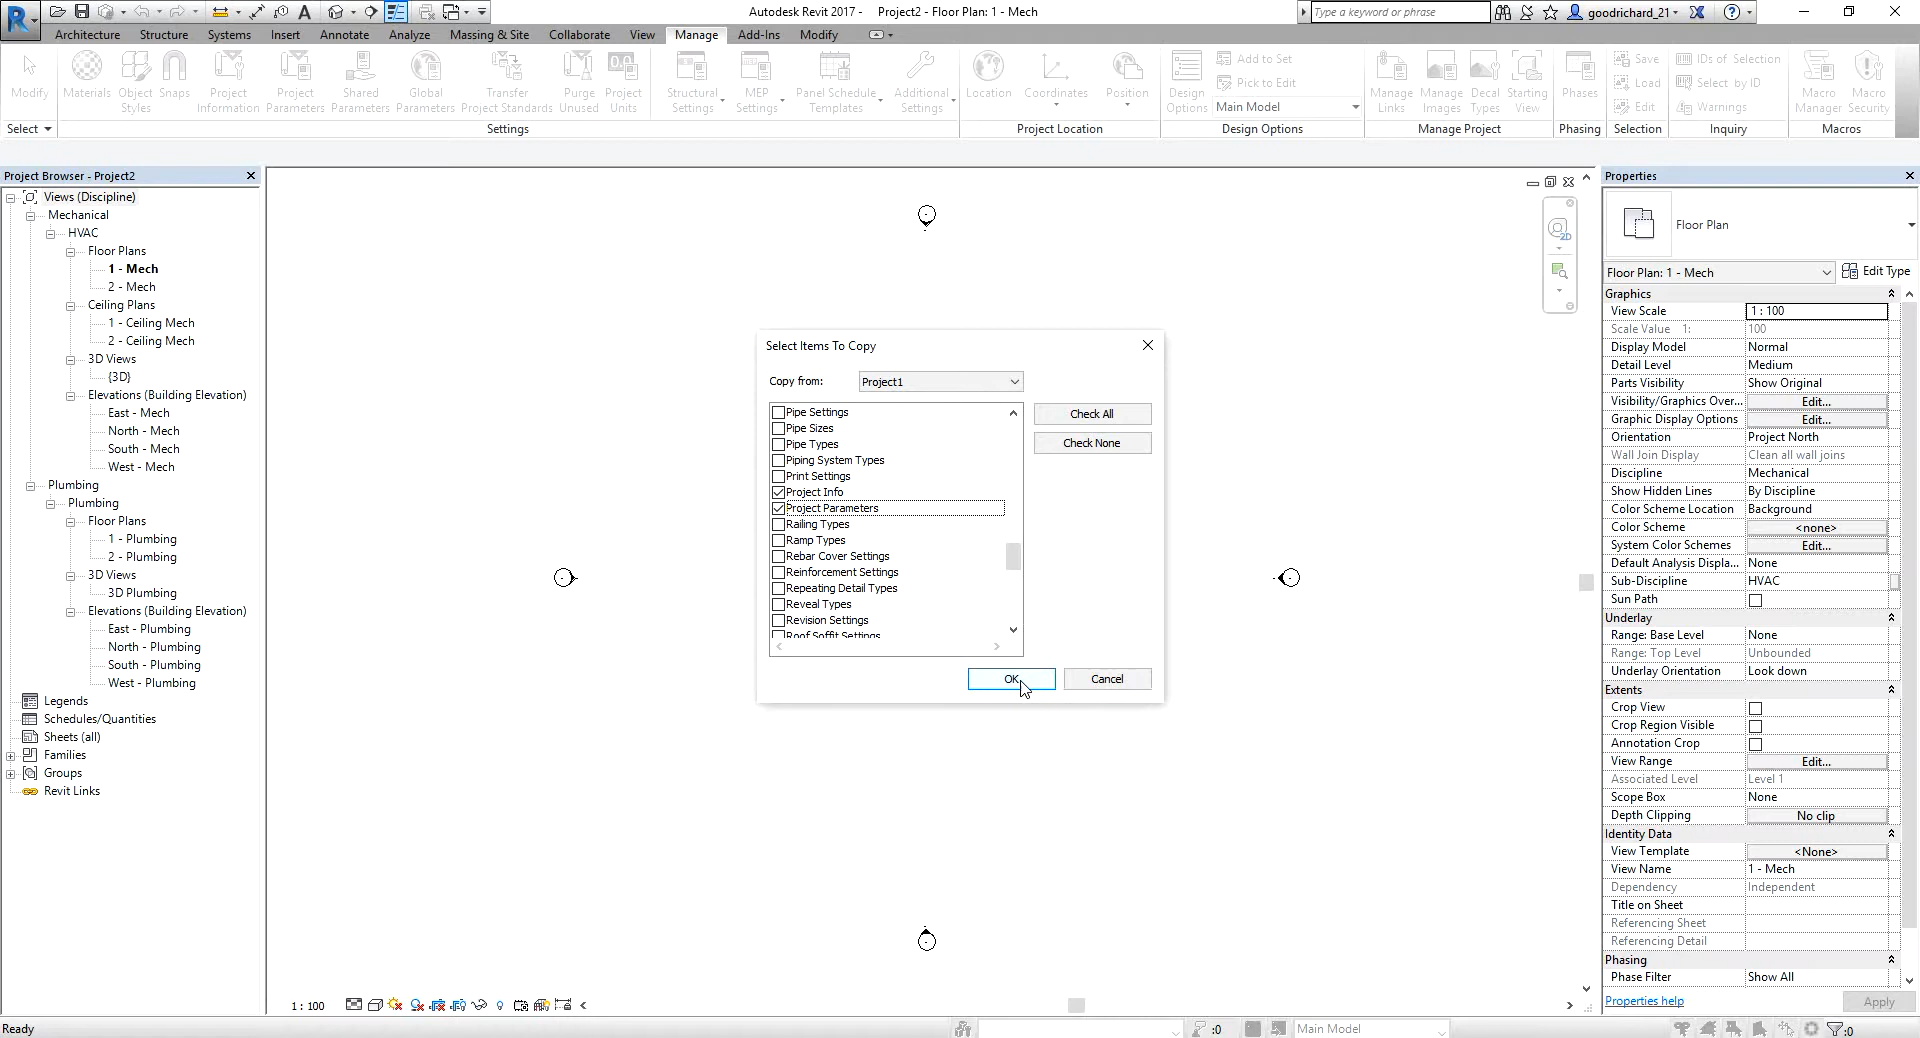 Autodesk Revit 2017 -     Project2 - Floor Plan: 1 - Mech
Type a keyword or phrase
goodrichard_21
Architecture Structure Systems Insert Annotate Analyze Massing & Site Collaborate View Manage Add-Ins Modify
Modify
Materials
Object Styles
Snaps
Project Information
Project Parameters
Shared Parameters
Global Parameters
Transfer Project Standards
Purge Unused
Project Units
Structural Settings
MEP Settings
Panel Schedule Templates
Additional Settings
Location
Coordinates
Position
Design Options
Add to Set
Pick to Edit
Main Model
Manage Links
Manage Images
Decal Types
Starting View
Phases
Save
Load
Edit
IDs of Selection
Select by ID
Warnings
Macro Manager
Macro Security
Select
Settings
Project Location
Design Options
Manage Project
Phasing
Selection
Inquiry
Macros
Project Browser - Project2
Views (Discipline)
Mechanical
HVAC
Floor Plans
1 - Mech
2 - Mech
Ceiling Plans
1 - Ceiling Mech
2 - Ceiling Mech
3D Views
{3D}
Elevations (Building Elevation)
East - Mech
North - Mech
South - Mech
West - Mech
Plumbing
Plumbing
Floor Plans
1 - Plumbing
2 - Plumbing
3D Views
3D Plumbing
Elevations (Building Elevation)
East - Plumbing
North - Plumbing
South - Plumbing
West - Plumbing
Legends
Schedules/Quantities
Sheets (all)
Families
Groups
Revit Links
Select Items To Copy
Copy from: Project1
Pipe Settings
Pipe Sizes
Pipe Types
Piping System Types
Print Settings
Project Info
Project Parameters
Railing Types
Ramp Types
Rebar Cover Settings
Reinforcement Settings
Repeating Detail Types
Reveal Types
Revision Settings
Roof Soffit Settings
Check All
Check None
OK
Cancel
2D
Properties
Floor Plan
Floor Plan: 1 - Mech
Edit Type
Graphics
View Scale 1 : 100
Scale Value 1: 100
Display Model Normal
Detail Level Medium
Parts Visibility Show Original
Visibility/Graphics Over... Edit...
Graphic Display Options Edit...
Orientation Project North
Wall Join Display Clean all wall joins
Discipline Mechanical
Show Hidden Lines By Discipline
Color Scheme Location Background
Color Scheme <none>
System Color Schemes Edit...
Default Analysis Displa... None
Sub-Discipline HVAC
Sun Path
Underlay
Range: Base Level None
Range: Top Level Unbounded
Underlay Orientation Look down
Extents
Crop View
Crop Region Visible
Annotation Crop
View Range Edit...
Associated Level Level 1
Scope Box None
Depth Clipping No clip
Identity Data
View Template <None>
View Name 1 - Mech
Dependency Independent
Title on Sheet
Referencing Sheet
Referencing Detail
Phasing
Phase Filter Show All
Properties help
Apply
1 : 100
Ready
:0
Main Model
:0